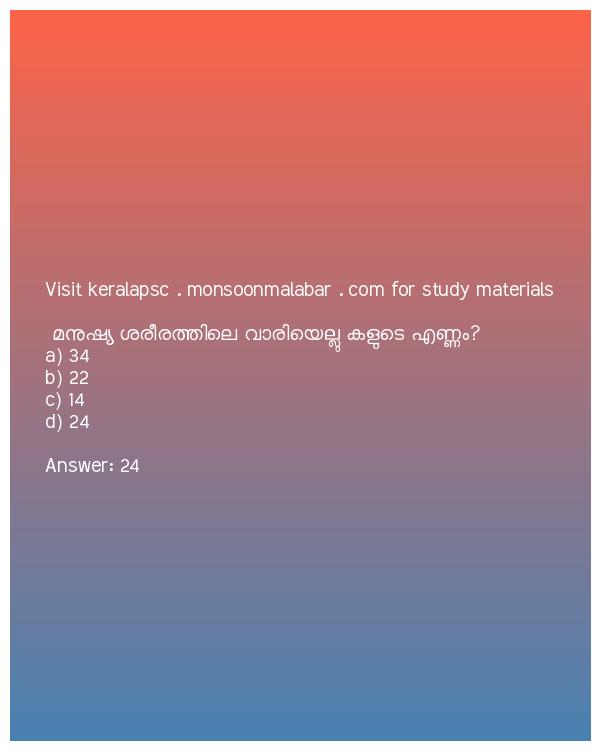 Visit keralapsc . monsoonmalabar . com for study materials
മനുഷ്യ ശരീരത്തിലെ വാരിയെല്ലു കളുടെ എണ്ണം?
a) 34
b) 22
c) 14
d) 24
Answer: 24